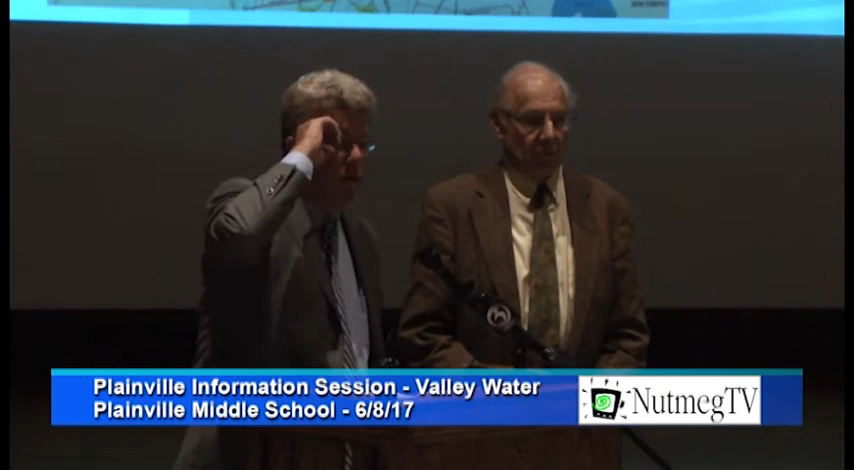 Plainville Information Session - Valley Water
Plainville Middle School - 6/8/17
NutmegTV